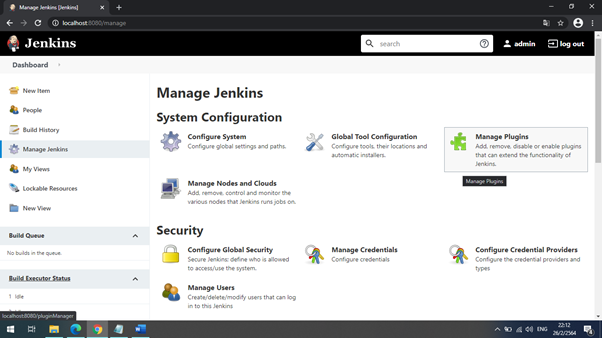 Manage Jenkins [Jenkins]
localhost:8080/manage
Jenkins
search
admin
log out
Dashboard
New Item
People
Build History
Manage Jenkins
My Views
Lockable Resources
New View
Build Queue
No builds in the queue.
Build Executor Status
1 Idle
localhost:8080/pluginManager
Manage Jenkins
System Configuration
Configure System
Configure global settings and paths.
Global Tool Configuration
Configure tools, their locations and
automatic installers.
Manage Plugins
Add, remove, disable or enable plugins
that can extend the functionality of
Jenkins.
Manage Plugins
Manage Nodes and Clouds
Add, remove, control and monitor the
various nodes that Jenkins runs jobs on.
Security
Configure Global Security
Secure Jenkins; define who is allowed
to access/use the system.
Manage Credentials
Configure credentials
Configure Credential Providers
Configure the credential providers and
types
Manage Users
Create/delete/modify users that can log
in to this Jenkins
ENG
22:12
26/2/2564